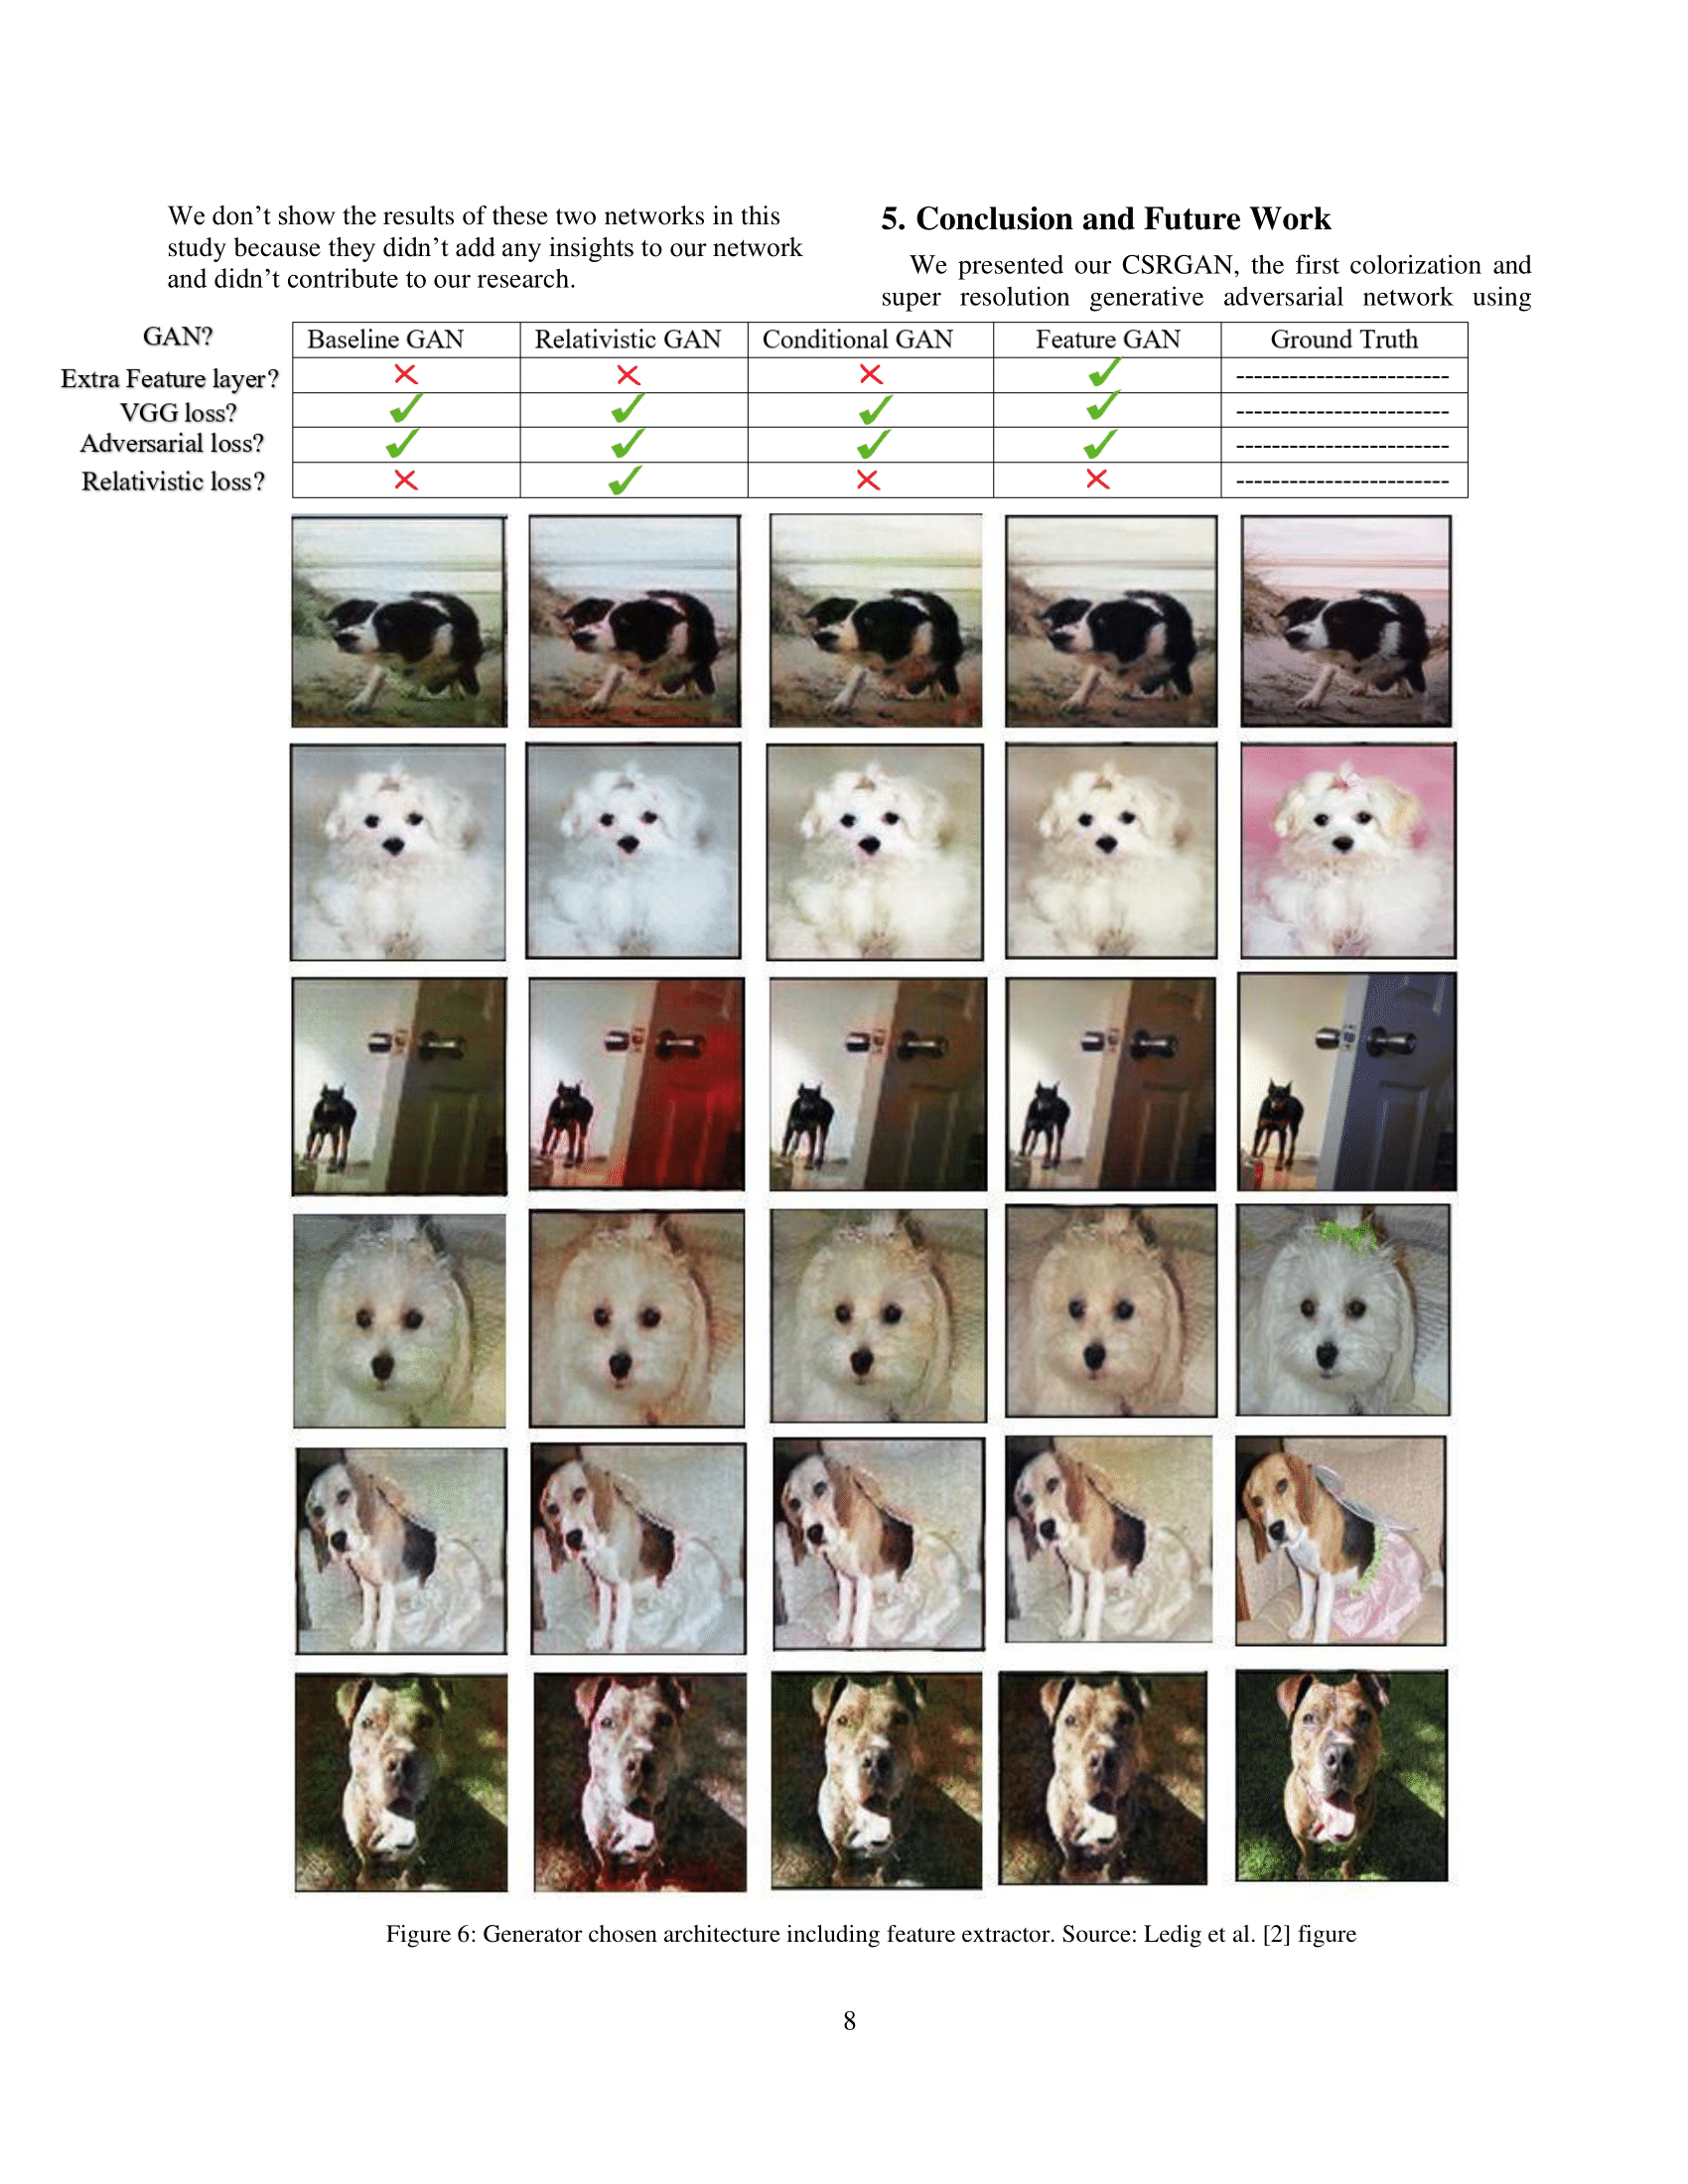 We don't show the results of these two networks in this
study because they didn't add any insights to our network
and didn't contribute to our research.
5. Conclusion and Future Work
We presented our CSRGAN, the first colorization and
super resolution generative adversarial network using
GAN? Baseline GAN Relativistic GAN Conditional GAN Feature GAN Ground Truth
Extra Feature layer? ✗ ✗ ✗ ✓ ------------------------
VGG loss? ✓ ✓ ✓ ✓ ------------------------
Adversarial loss? ✓ ✓ ✓ ✓ ------------------------
Relativistic loss? ✗ ✓ ✗ ✗ ------------------------
Figure 6: Generator chosen architecture including feature extractor. Source: Ledig et al. [2] figure
8